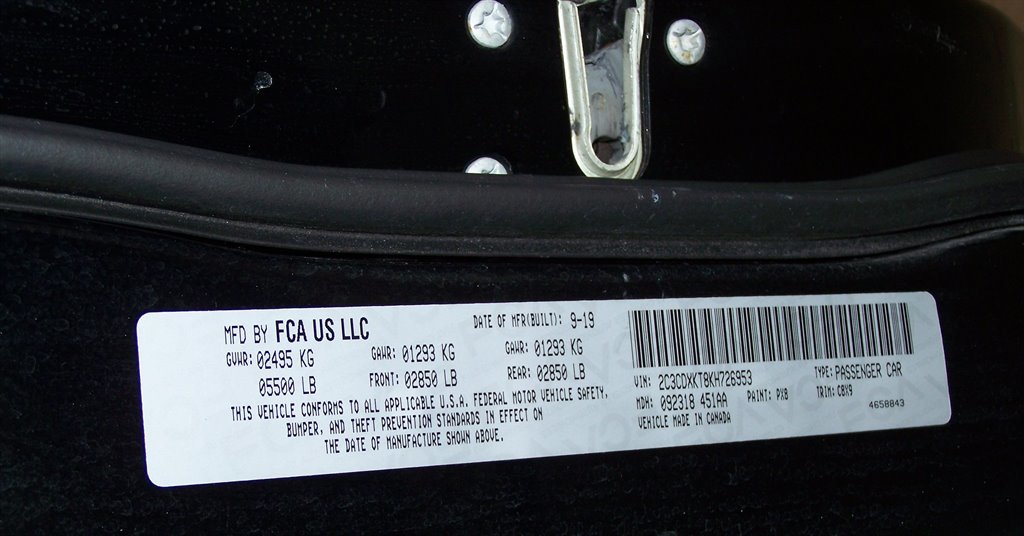 MFD BY FCA US LLC
DATE OF MFR(BUILT): 9-19
GVWR: 02495 KG
GAWR: 01293 KG
GAWR: 01293 KG
05500 LB
FRONT: 02850 LB
REAR: 02850 LB
THIS VEHICLE CONFORMS TO ALL APPLICABLE U.S.A. FEDERAL MOTOR VEHICLE SAFETY,
BUMPER, AND THEFT PREVENTION STANDARDS IN EFFECT ON
THE DATE OF MANUFACTURE SHOWN ABOVE.
VIN: 2C3CDXKT8KH726953
TYPE: PASSENGER CAR
MDH: 092318 451AA
PAINT: PX8
TRIM: C8X9
VEHICLE MADE IN CANADA
4658843